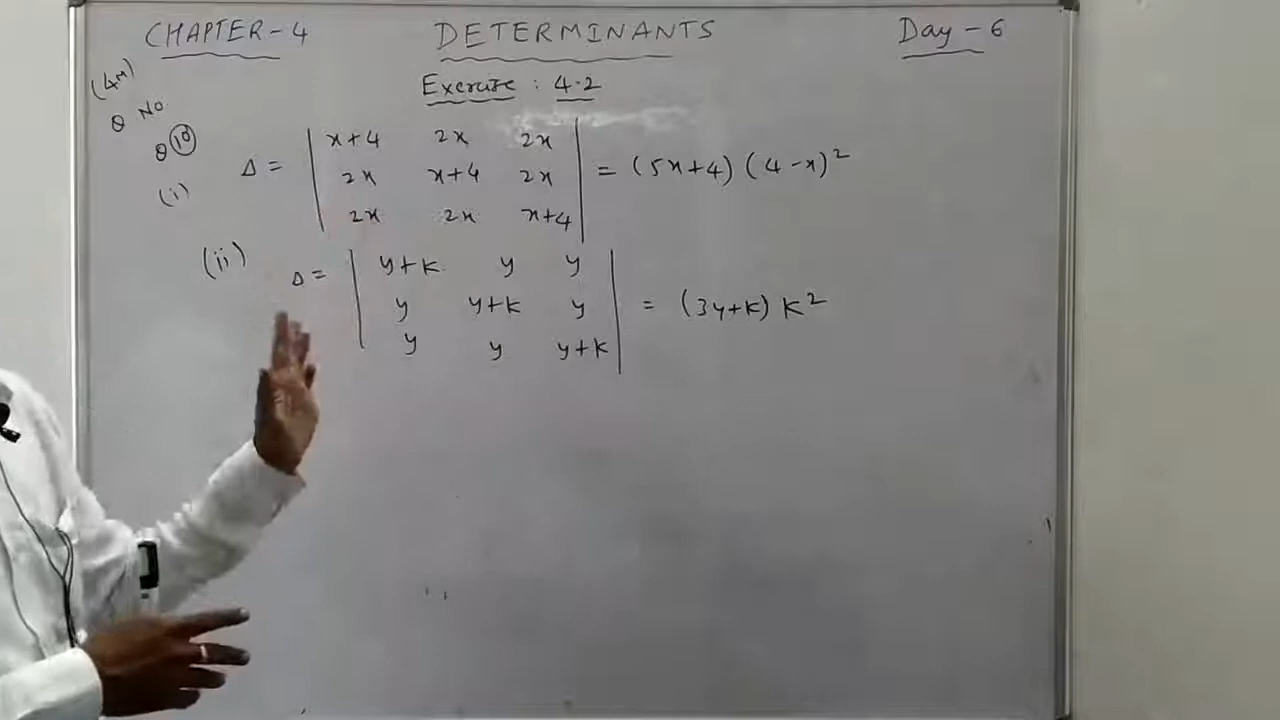 CHAPTER-4 DETERMINANTS Day - 6
Exercise : 4.2
(4M)
Q No
Q 10
(i) Δ = | x+4 2x 2x |
| 2x x+4 2x | = (5x+4) (4-x)²
| 2x 2x x+4 |
(ii) Δ = | y+k y y |
| y y+k y | = (3y+k) k²
| y y y+k |